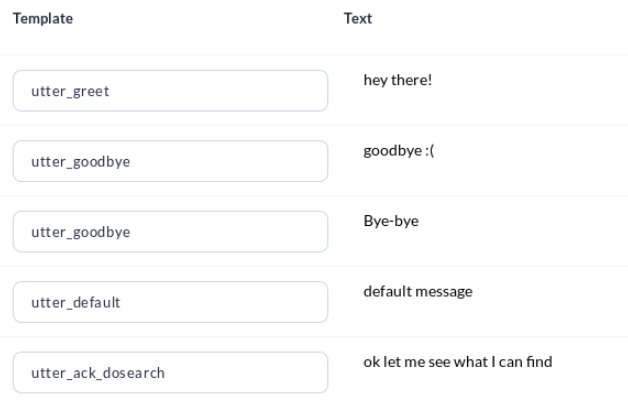 Template Text
utter_greet hey there!
utter_goodbye goodbye :(
utter_goodbye Bye-bye
utter_default default message
utter_ack_dosearch ok let me see what I can find